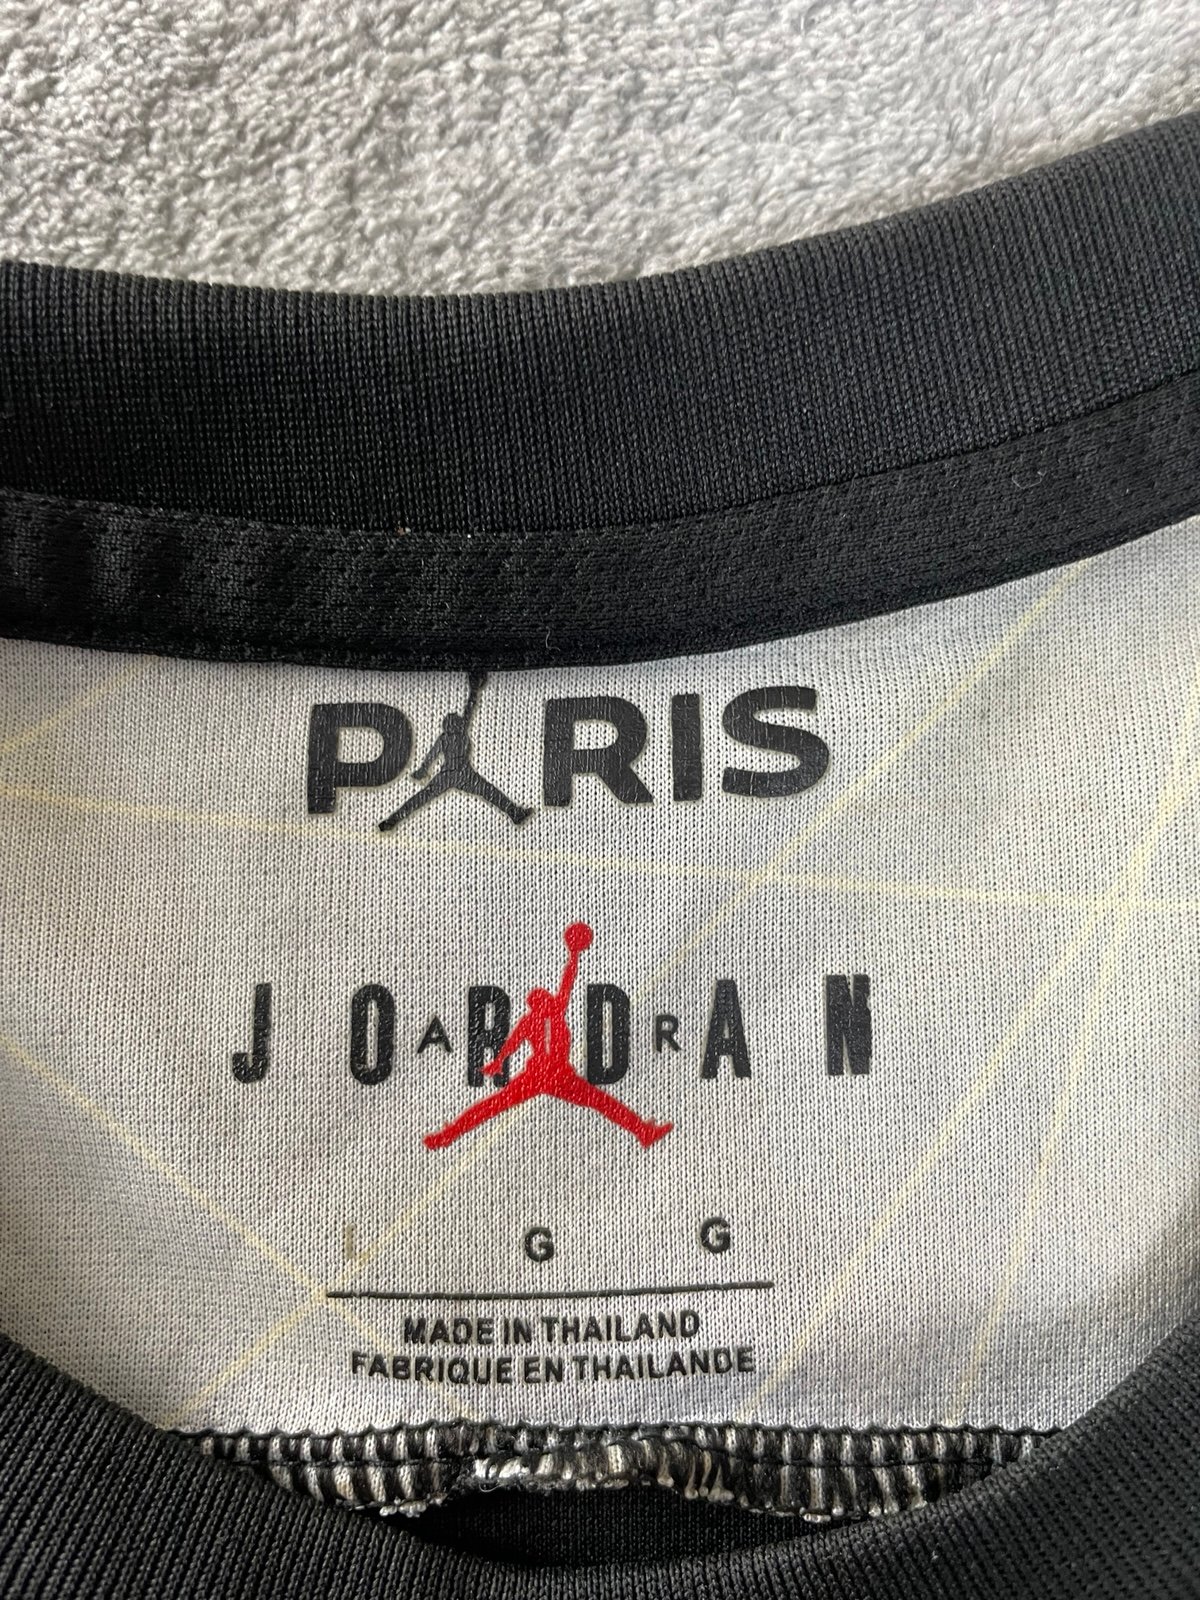 PARIS
JORDAN
A R
L G G
MADE IN THAILAND
FABRIQUE EN THAILANDE